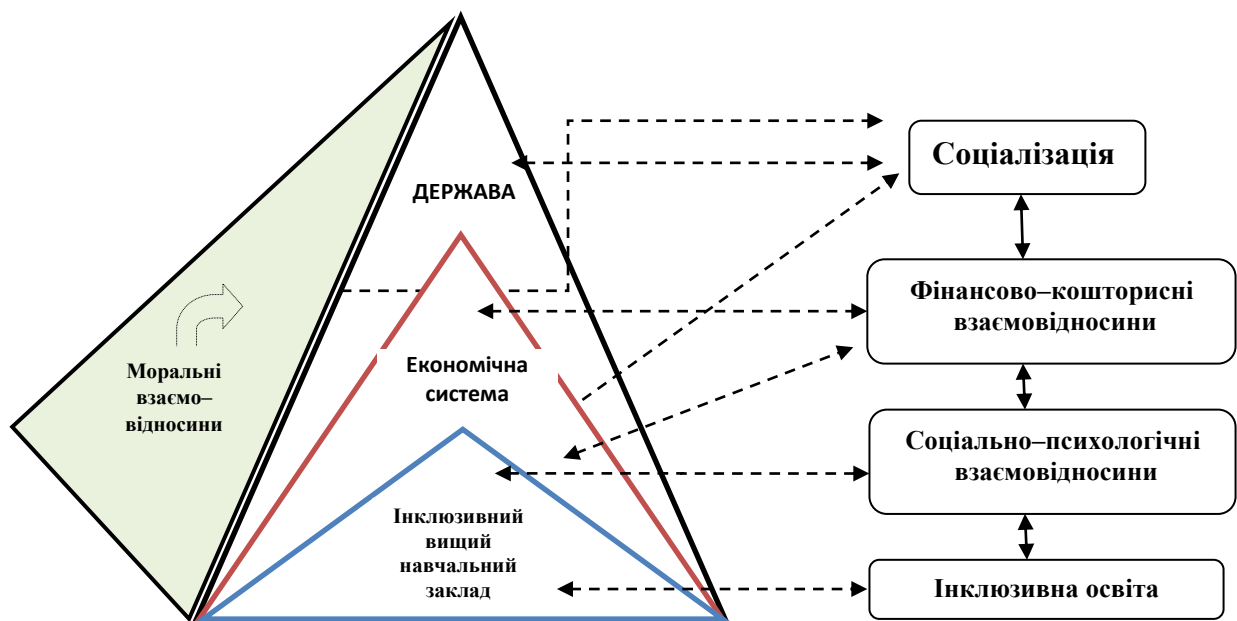 Соціалізація
ДЕРЖАВА
Фінансово–кошторисні
взаємовідносини
Моральні
взаємо–
відносини
Економічна
система
Соціально–психологічні
взаємовідносини
Інклюзивний
вищий
навчальний
заклад
Інклюзивна освіта